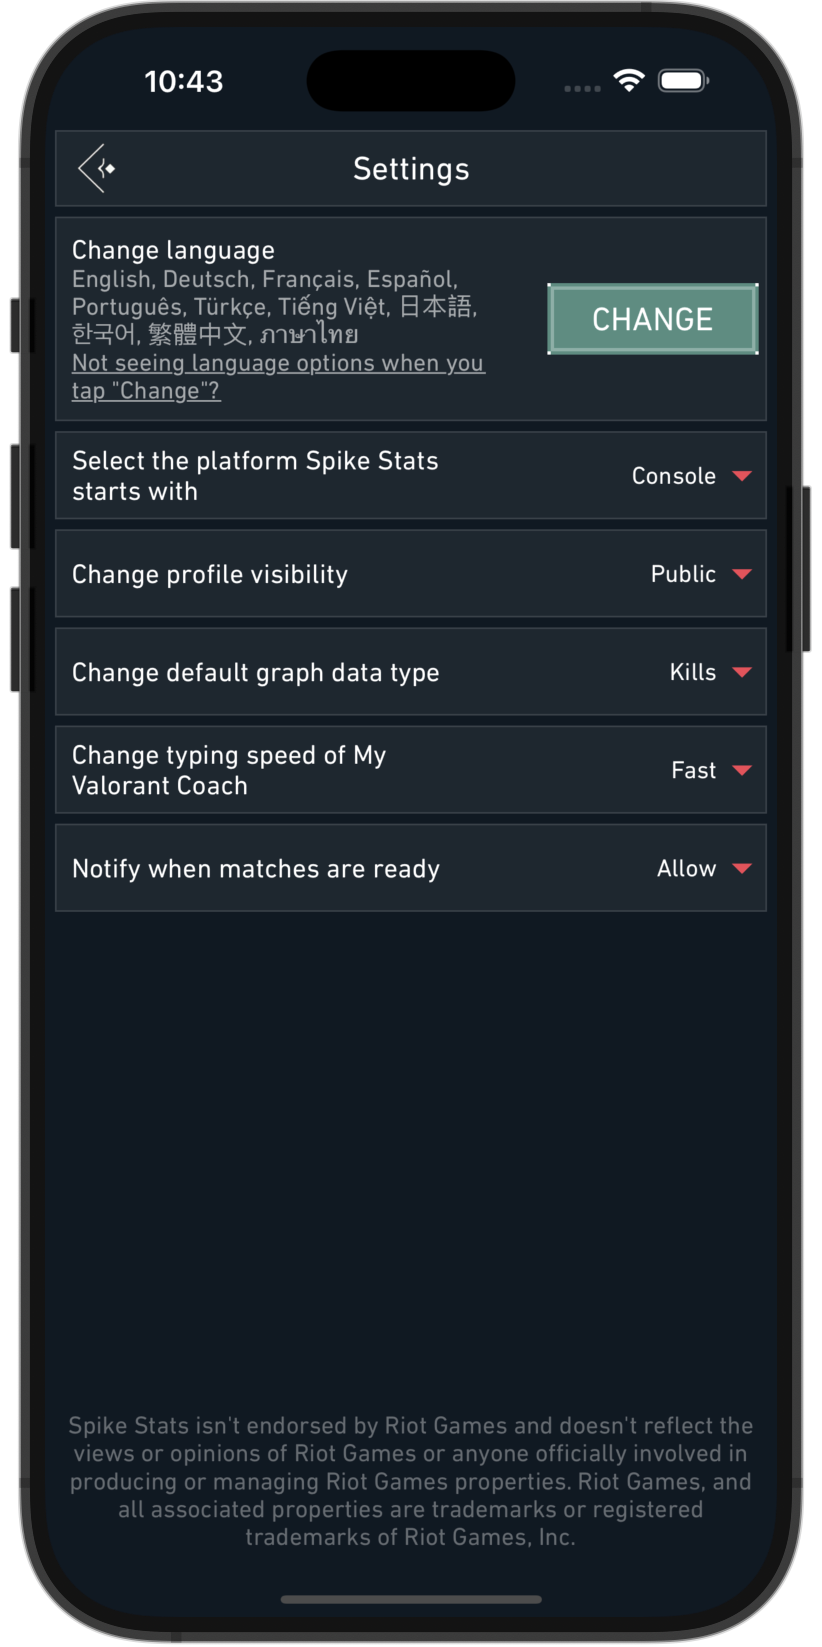 10:43
Settings
Change language
English, Deutsch, Français, Español,
Português, Türkçe, Tiếng Việt, 日本語,
한국어, 繁體中文, ภาษาไทย
Not seeing language options when you
tap "Change"?
CHANGE
Select the platform Spike Stats
starts with
Console
Change profile visibility
Public
Change default graph data type
Kills
Change typing speed of My
Valorant Coach
Fast
Notify when matches are ready
Allow
Spike Stats isn't endorsed by Riot Games and doesn't reflect the
views or opinions of Riot Games or anyone officially involved in
producing or managing Riot Games properties. Riot Games, and
all associated properties are trademarks or registered
trademarks of Riot Games, Inc.